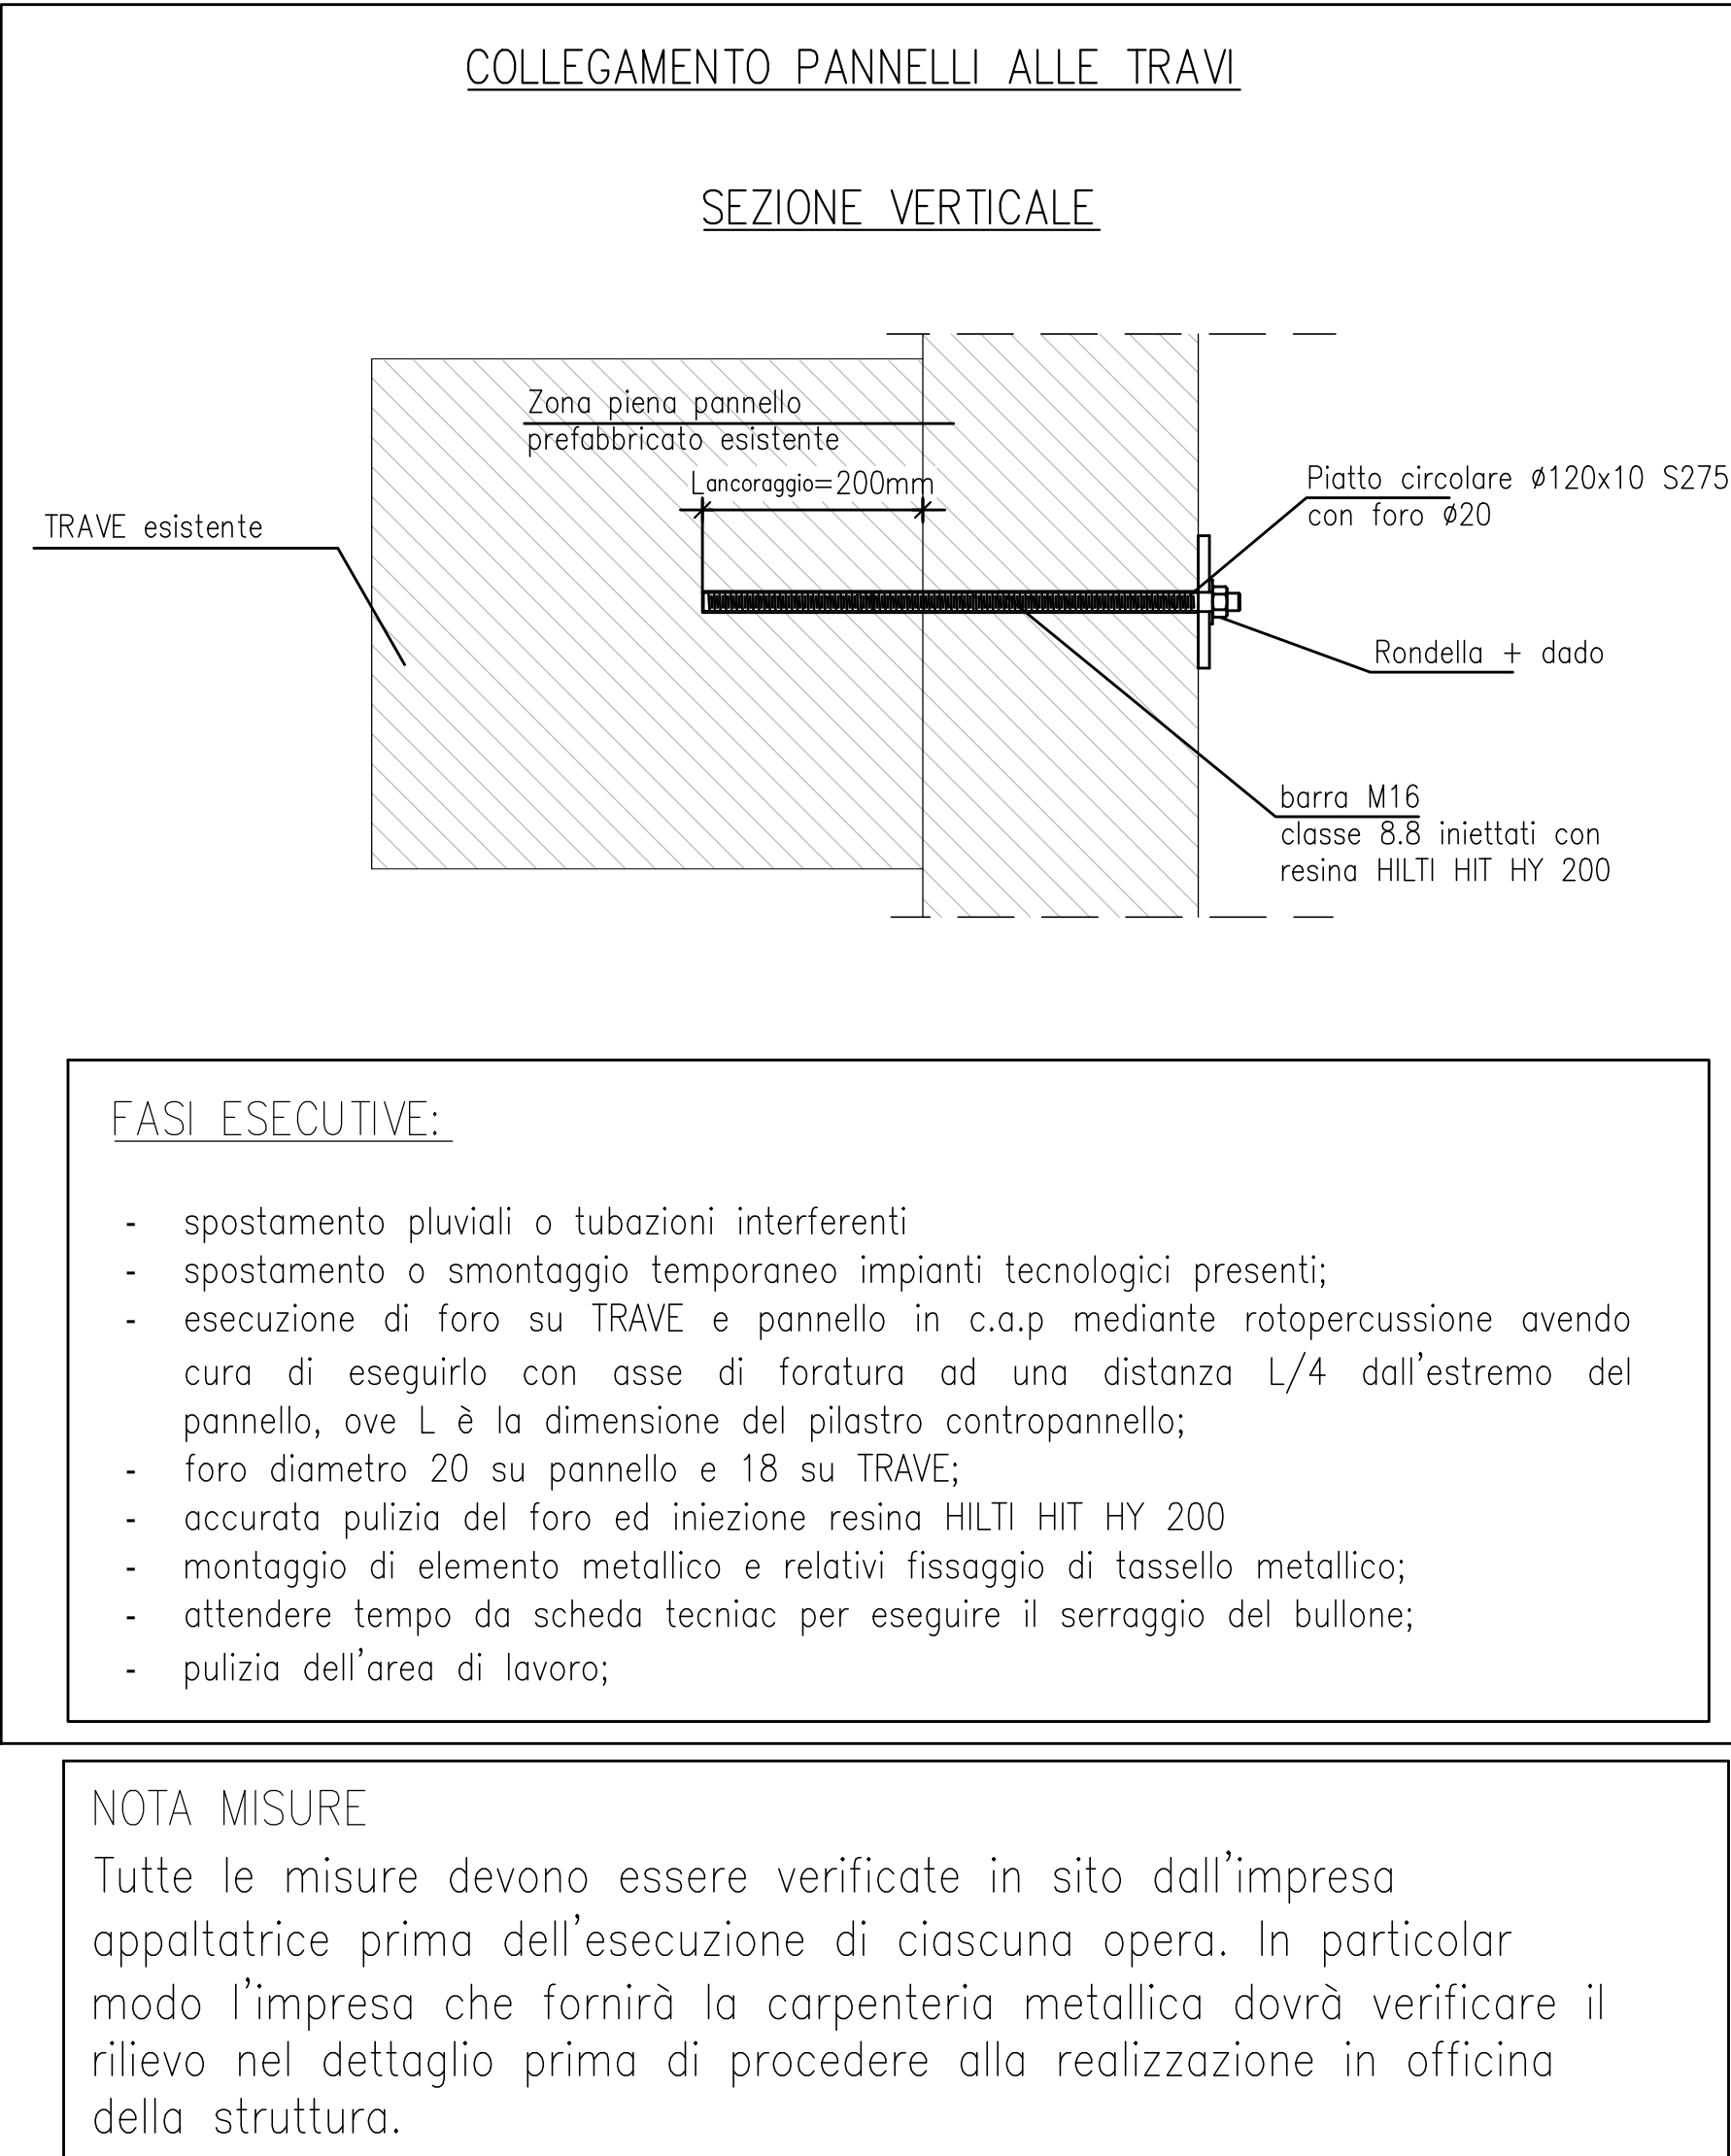 COLLEGAMENTO PANNELLI ALLE TRAVI
SEZIONE VERTICALE
Zona piena pannello
prefabbricato esistente
Lancoraggio=200mm
TRAVE esistente
Piatto circolare ø120x10 S275
con foro Ø20
Rondella + dado
barra M16
classe 8.8 iniettati con
resina HILTI HIT HY 200
FASI ESECUTIVE:
- spostamento pluviali o tubazioni interferenti
- spostamento o smontaggio temporaneo impianti tecnologici presenti;
- esecuzione di foro su TRAVE e pannello in c.a.p mediante rotopercussione avendo
cura di eseguirlo con asse di foratura ad una distanza L/4 dall'estremo del
pannello, ove L è la dimensione del pilastro contropannello;
- foro diametro 20 su pannello e 18 su TRAVE;
- accurata pulizia del foro ed iniezione resina HILTI HIT HY 200
- montaggio di elemento metallico e relativi fissaggio di tassello metallico;
- attendere tempo da scheda tecniac per eseguire il serraggio del bullone;
- pulizia dell'area di lavoro;
NOTA MISURE
Tutte le misure devono essere verificate in sito dall'impresa
appaltatrice prima dell'esecuzione di ciascuna opera. In particolar
modo l'impresa che fornirà la carpenteria metallica dovrà verificare il
rilievo nel dettaglio prima di procedere alla realizzazione in officina
della struttura.